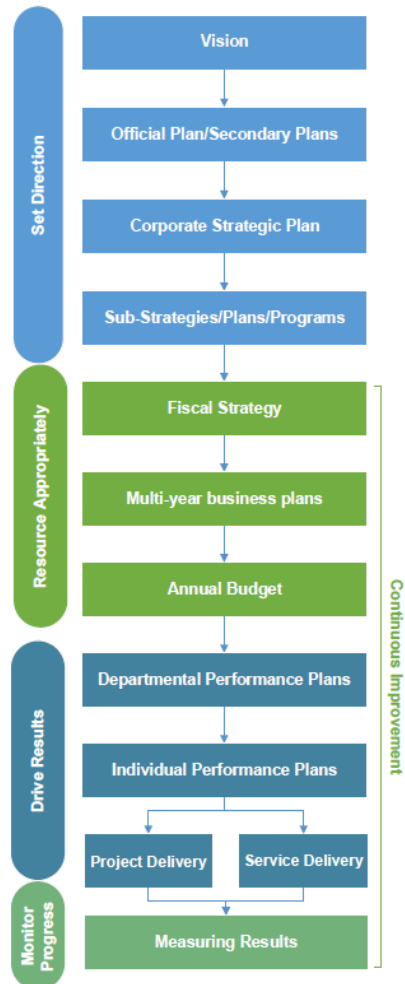 Set Direction
Vision
Official Plan/Secondary Plans
Corporate Strategic Plan
Sub-Strategies/Plans/Programs
Resource Appropriately
Fiscal Strategy
Multi-year business plans
Annual Budget
Continuous Improvement
Drive Results
Departmental Performance Plans
Individual Performance Plans
Project Delivery
Service Delivery
Monitor
Progress
Measuring Results